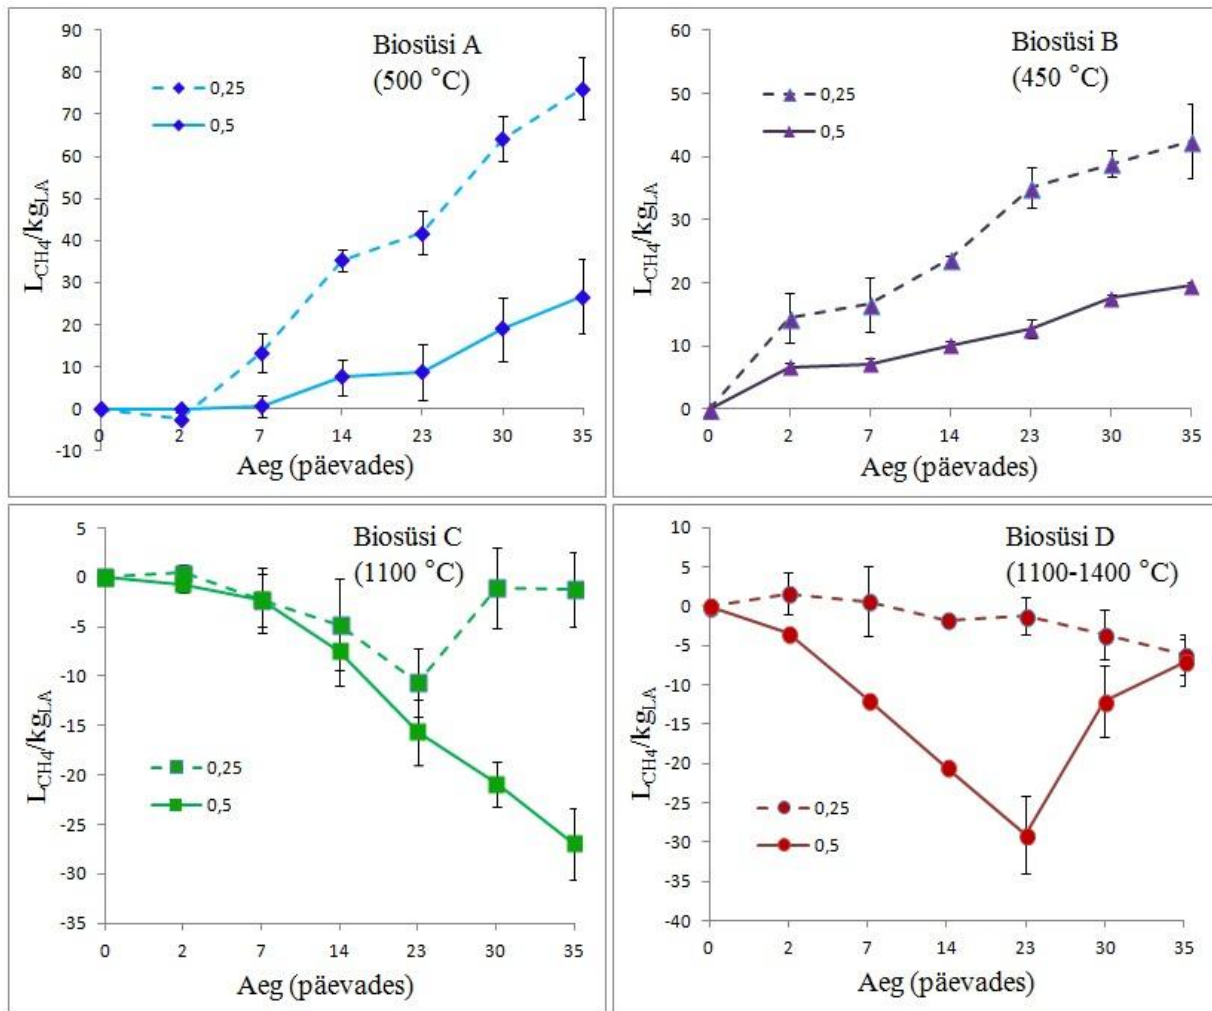 Biosüsi A
(500 °C)
0,25
0,5
LCH4/kgLA
90
80
70
60
50
40
30
20
10
0
-10
0 2 7 14 23 30 35
Aeg (päevades)
Biosüsi B
(450 °C)
0,25
0,5
LCH4/kgLA
60
50
40
30
20
10
0
0 2 7 14 23 30 35
Aeg (päevades)
Biosüsi C
(1100 °C)
0,25
0,5
LCH4/kgLA
5
0
-5
-10
-15
-20
-25
-30
-35
0 2 7 14 23 30 35
Aeg (päevades)
Biosüsi D
(1100-1400 °C)
0,25
0,5
LCH4/kgLA
10
5
0
-5
-10
-15
-20
-25
-30
-35
-40
0 2 7 14 23 30 35
Aeg (päevades)